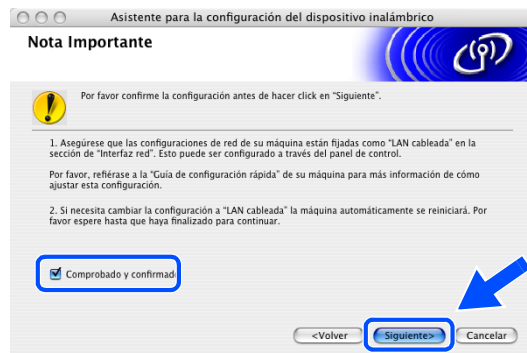 Asistente para la configuración del dispositivo inalámbrico
Nota Importante
Por favor confirme la configuración antes de hacer click en "Siguiente".
1. Asegúrese que las configuraciones de red de su máquina están fijadas como "LAN cableada" en la
sección de "Interfaz red". Esto puede ser configurado a través del panel de control.
Por favor, refiérase a la "Guía de configuración rápida" de su máquina para más información de cómo
ajustar esta configuración.
2. Si necesita cambiar la configuración a "LAN cableada" la máquina automáticamente se reiniciará. Por
favor espere hasta que haya finalizado para continuar.
Comprobado y confirmad
<Volver Siguiente> Cancelar